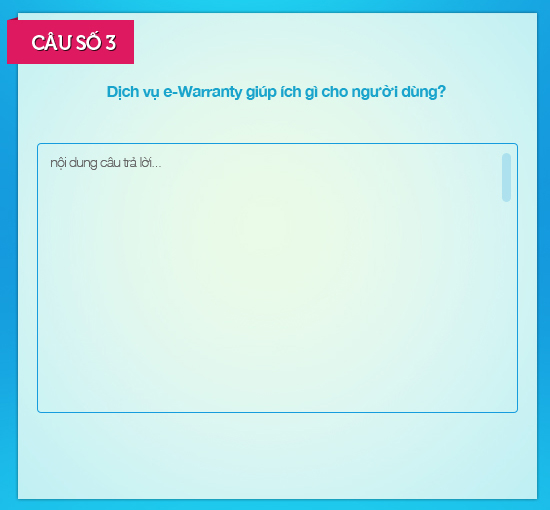 CÂU SỐ 3
Dịch vụ e-Warranty giúp ích gì cho người dùng?
nội dung câu trả lời...